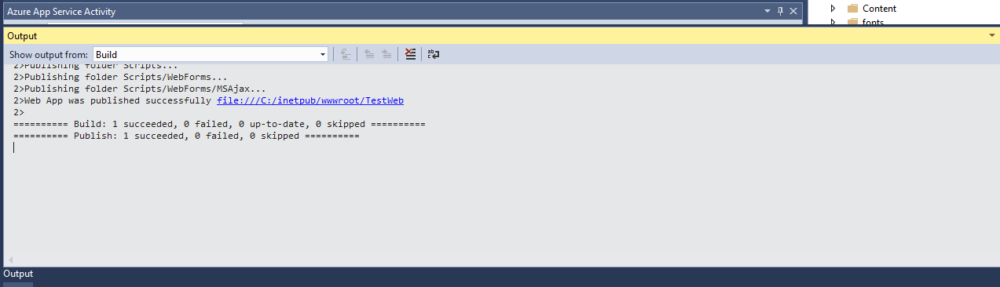 Azure App Service Activity
Content
fonts
Output
Show output from: Build
2>Publishing folder Scripts...
2>Publishing folder Scripts/WebForms...
2>Publishing folder Scripts/WebForms/MSAjax...
2>Web App was published successfully file:///C:/inetpub/wwwroot/TestWeb
2>
========== Build: 1 succeeded, 0 failed, 0 up-to-date, 0 skipped ==========
========== Publish: 1 succeeded, 0 failed, 0 skipped ==========
Output